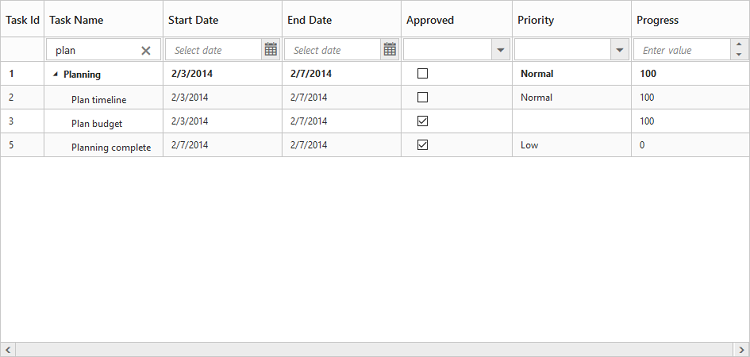 Task Id Task Name Start Date End Date Approved Priority Progress
plan Select date Select date Enter value
1 Planning 2/3/2014 2/7/2014 Normal 100
2 Plan timeline 2/3/2014 2/7/2014 Normal 100
3 Plan budget 2/3/2014 2/7/2014 100
5 Planning complete 2/7/2014 2/7/2014 Low 0